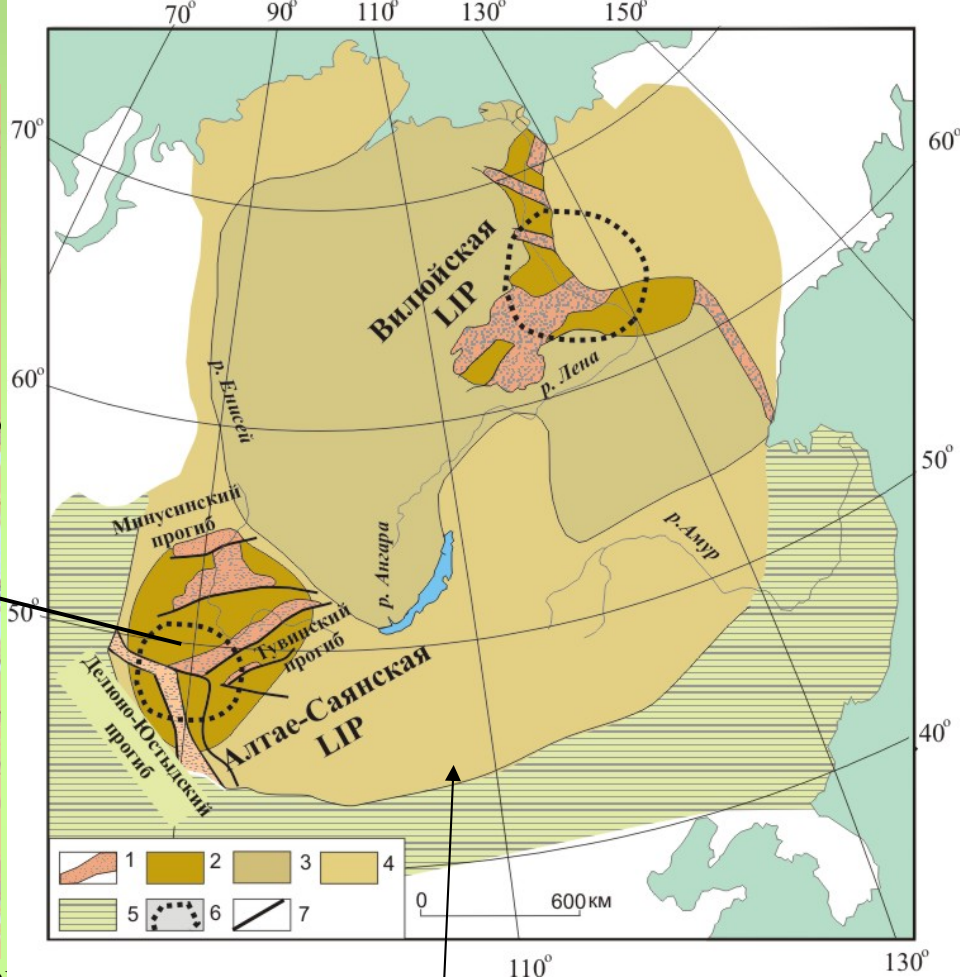 70° 90° 110° 130° 150°
70°
60°
60°
50°
50°
40°
110°
130°
Вилюйская
LIP
р. Лена
р. Енисей
р. Ангара
р.Амур
Минусинский
прогиб
Тувинский
прогиб
Делюно-Юстыдский
прогиб
Алтае-Саянская
LIP
1 2 3 4
5 6 7
0 600 км